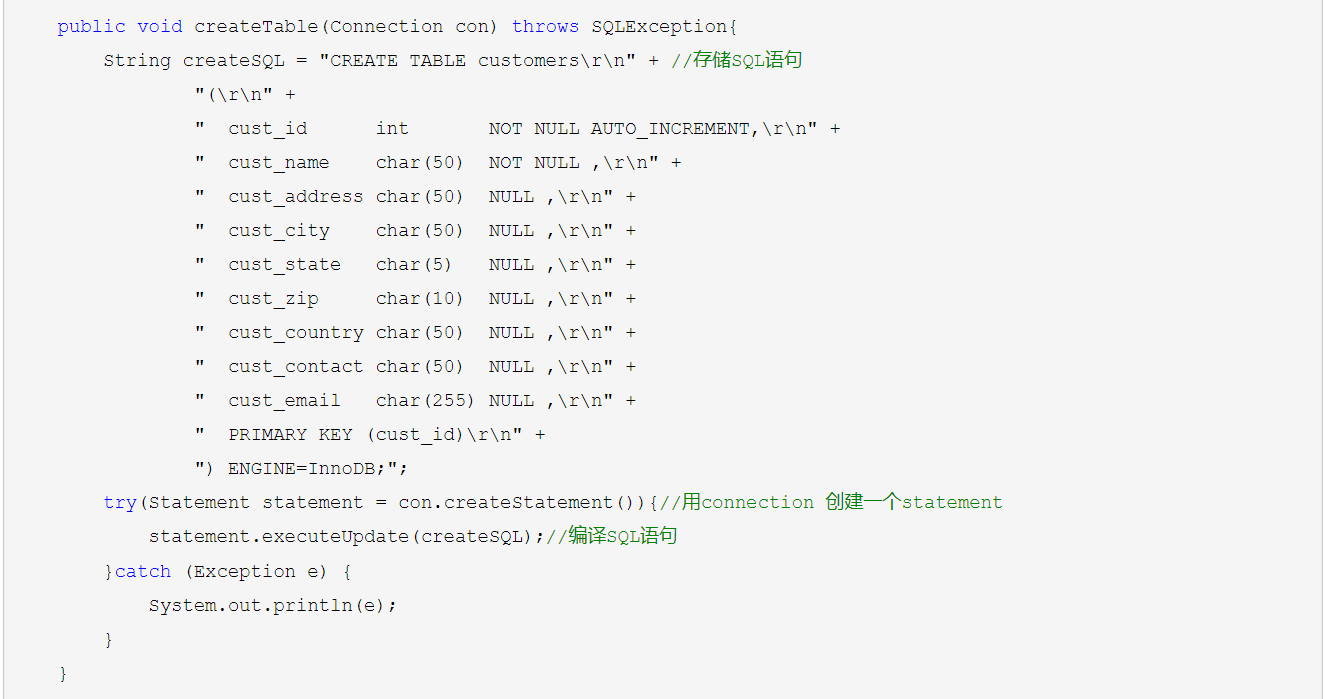 public void createTable(Connection con) throws SQLException{
    String createSQL = "CREATE TABLE customers\r\n" + //存储SQL语句
            "(\r\n" +
            "  cust_id      int       NOT NULL AUTO_INCREMENT,\r\n" +
            "  cust_name    char(50)  NOT NULL ,\r\n" +
            "  cust_address char(50)  NULL ,\r\n" +
            "  cust_city    char(50)  NULL ,\r\n" +
            "  cust_state   char(5)   NULL ,\r\n" +
            "  cust_zip     char(10)  NULL ,\r\n" +
            "  cust_country char(50)  NULL ,\r\n" +
            "  cust_contact char(50)  NULL ,\r\n" +
            "  cust_email   char(255) NULL ,\r\n" +
            "  PRIMARY KEY (cust_id)\r\n" +
            ") ENGINE=InnoDB;";
    try(Statement statement = con.createStatement()){//用connection 创建一个statement
        statement.executeUpdate(createSQL);//编译SQL语句
    }catch (Exception e) {
        System.out.println(e);
    }
}